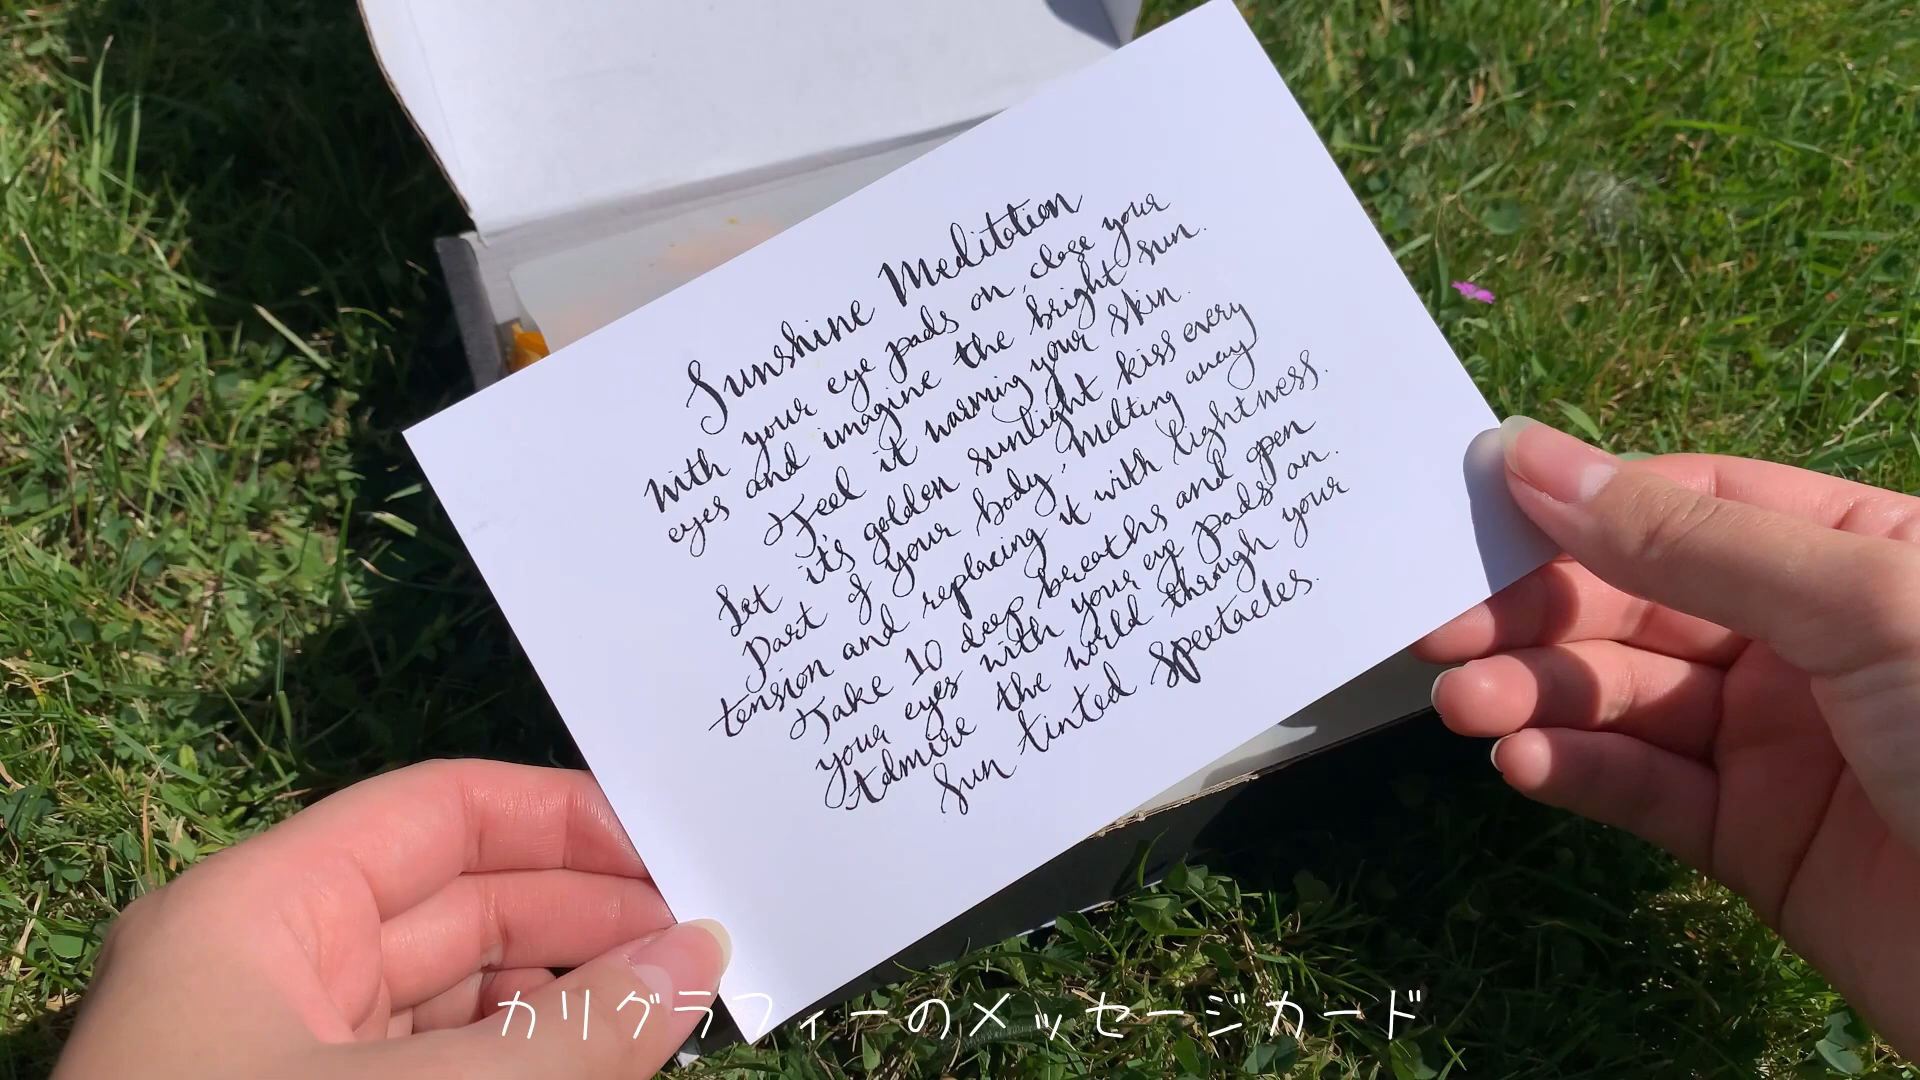 Sunshine Meditation
With your eye pads on, close your
eyes and imagine the bright sun.
Feel it warming your skin.
Let it's golden sunlight kiss every
part of your body, melting away
tension and replacing it with lightness.
Take 10 deep breaths and open
your eyes with your eye pads on.
Admire the world through your
sun tinted spectacles.
カリグラフィーのメッセージカード